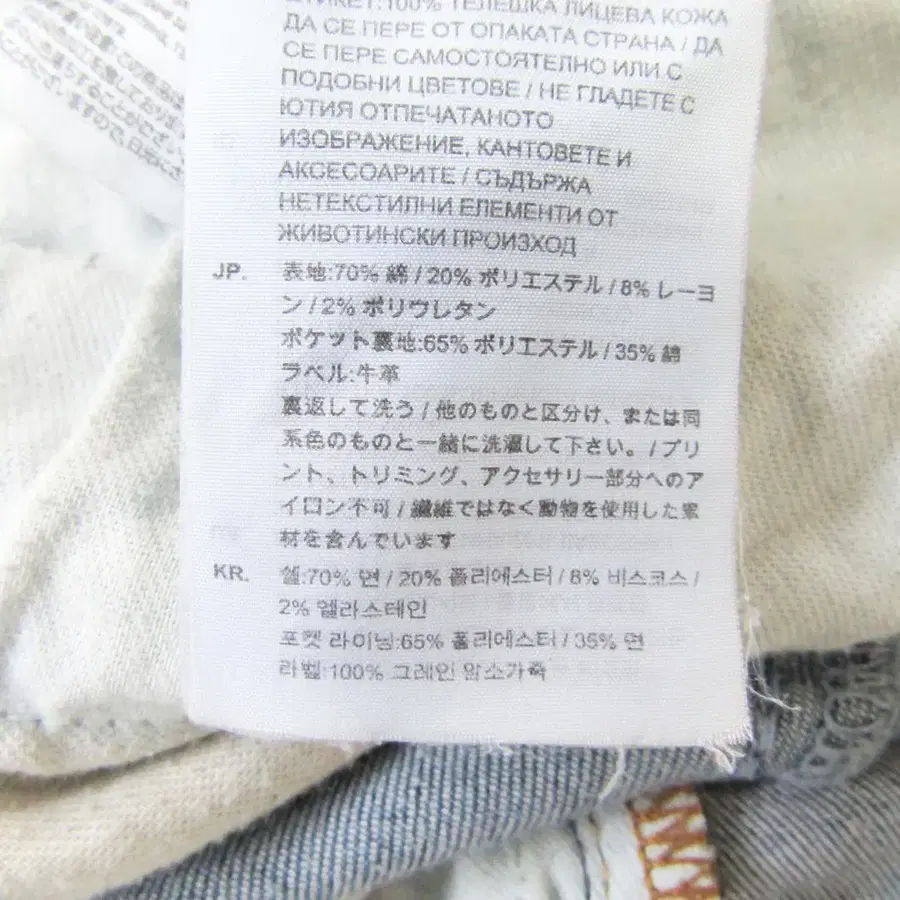 ЕТИКЕТ:100% ТЕЛЕШКА ЛИЦЕВА КОЖА
ДА СЕ ПЕРЕ ОТ ОПАКАТА СТРАНА / ДА
СЕ ПЕРЕ САМОСТОЯТЕЛНО ИЛИ С
ПОДОБНИ ЦВЕТОВЕ / НЕ ГЛАДЕТЕ С
ЮТИЯ ОТПЕЧАТАНОТО
ИЗОБРАЖЕНИЕ, КАНТОВЕТЕ И
АКСЕСОАРИТЕ / СЪДЪРЖА
НЕТЕКСТИЛНИ ЕЛЕМЕНТИ ОТ
ЖИВОТИНСКИ ПРОИЗХОД
JP. 表地:70% 綿 / 20% ポリエステル / 8% レーヨ
ン / 2% ポリウレタン
ポケット裏地:65% ポリエステル / 35% 綿
ラベル:牛革
裏返して洗う / 他のものと区分け、または同
系色のものと一緒に洗濯して下さい。/ プリ
ント、トリミング、アクセサリー部分へのア
イロン不可 / 繊維ではなく動物を使用した素
材を含んでいます
KR. 쉘:70% 면 / 20% 폴리에스터 / 8% 비스코스 /
2% 엘라스테인
포켓 라이닝:65% 폴리에스터 / 35% 면
라벨:100% 그레인 암소가죽